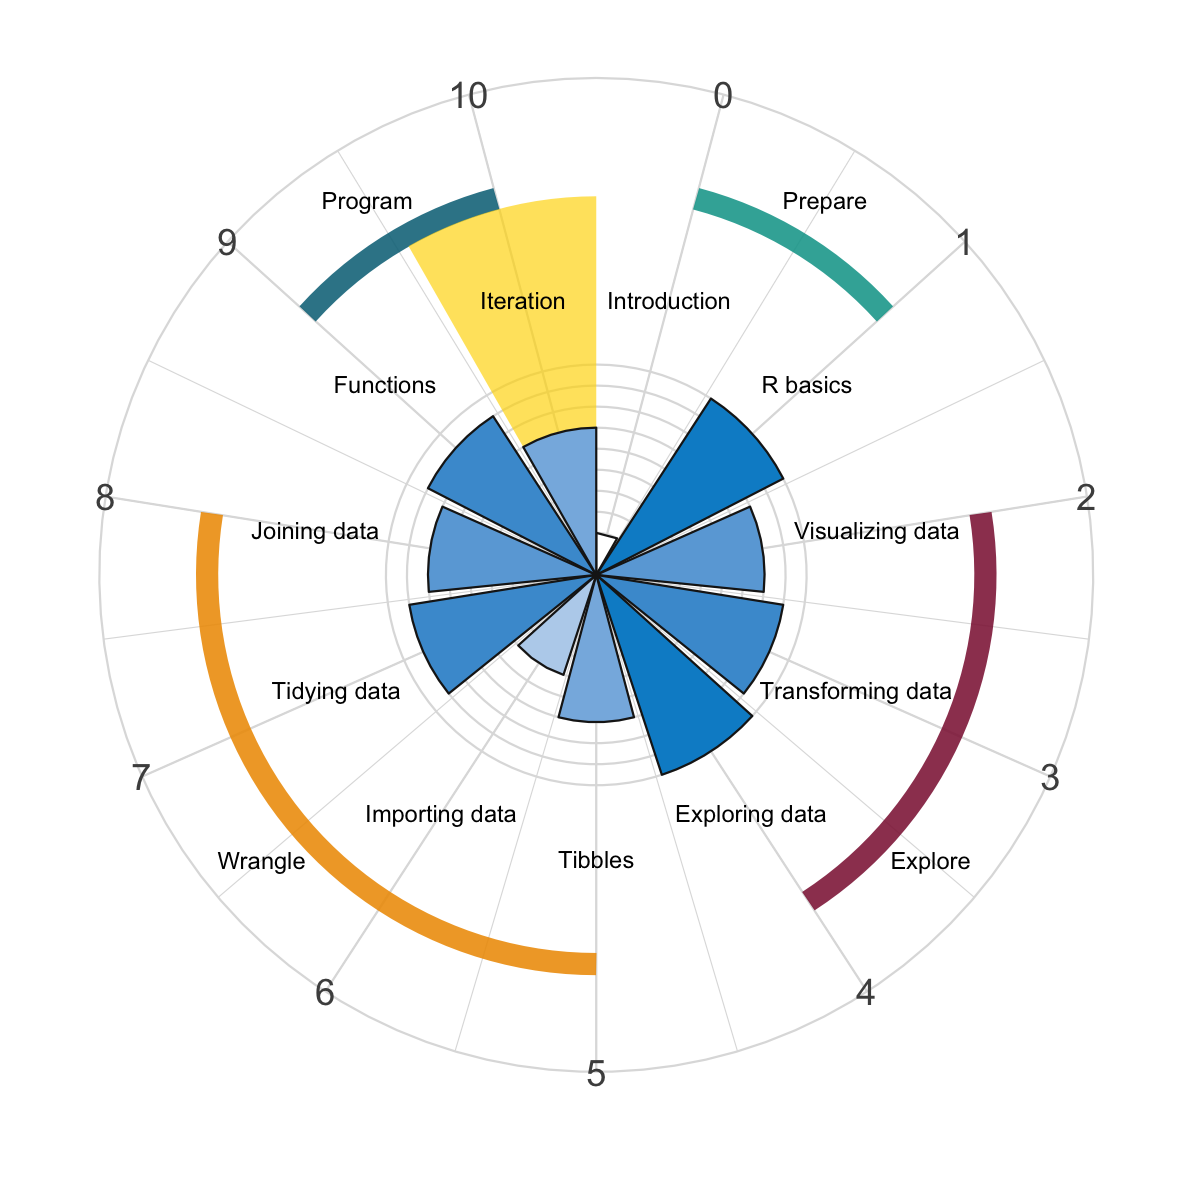 10
0
Program
Prepare
9
1
Iteration
Introduction
Functions
R basics
8
2
Joining data
Visualizing data
Tidying data
Transforming data
7
3
Importing data
Exploring data
Wrangle
Tibbles
Explore
6
4
5